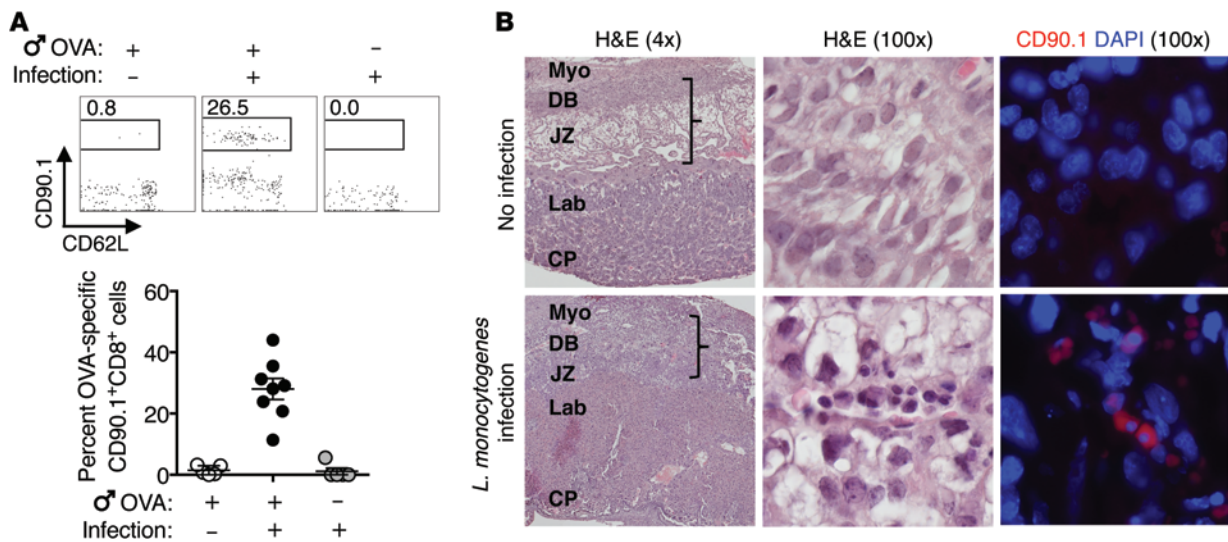 A
♂ OVA: + + –
Infection: – + +
0.8 26.5 0.0
CD90.1
CD62L
Percent OVA-specific
CD90.1+CD8+ cells
60
40
20
0
♂ OVA: + + –
Infection: – + +
B
H&E (4x) H&E (100x) CD90.1 DAPI (100x)
No infection
Myo
DB
JZ
Lab
CP
L. monocytogenes
infection
Myo
DB
JZ
Lab
CP